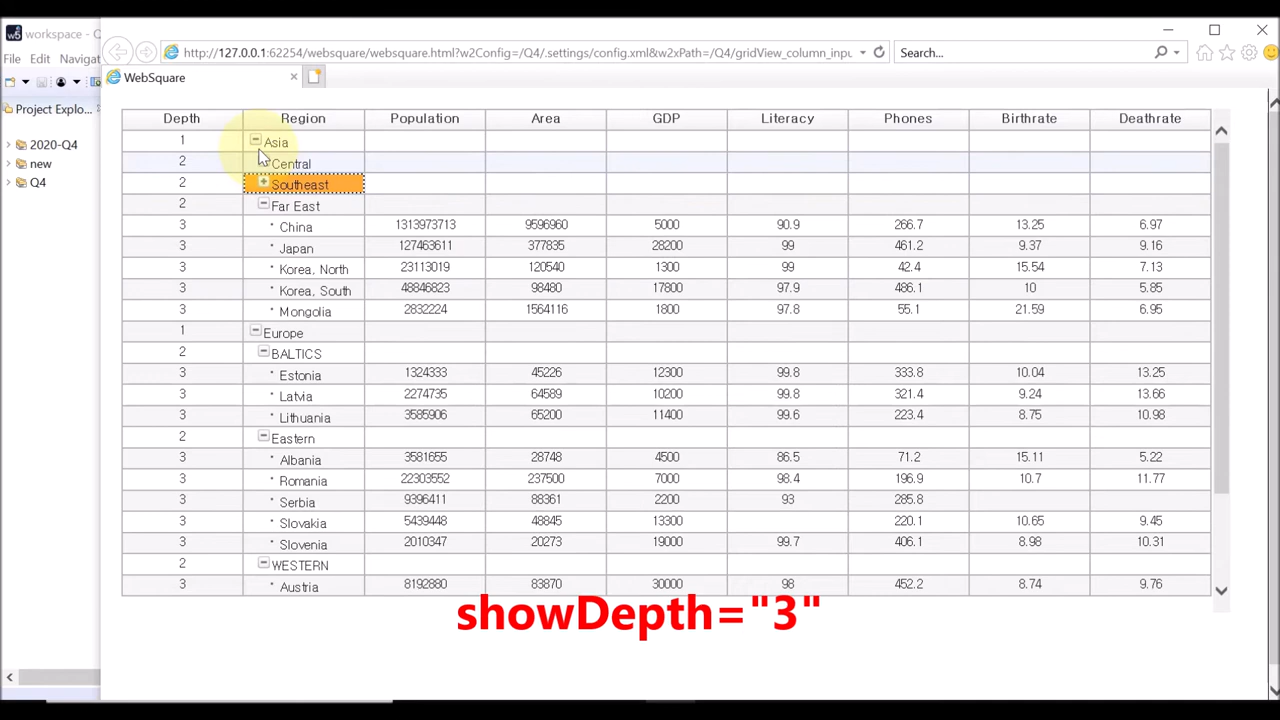 workspace - Q
File Edit Navigat
Project Explo...
2020-Q4
new
Q4
http://127.0.0.1:62254/websquare/websquare.html?w2Config=/Q4/.settings/config.xml&w2xPath=/Q4/gridView_column_inpu
Search...
WebSquare
Depth Region Population Area GDP Literacy Phones Birthrate Deathrate
1 Asia
2 Central
2 Southeast
2 Far East
3 China 1313973713 9596960 5000 90.9 266.7 13.25 6.97
3 Japan 127463611 377835 28200 99 461.2 9.37 9.16
3 Korea, North 23113019 120540 1300 99 42.4 15.54 7.13
3 Korea, South 48846823 98480 17800 97.9 486.1 10 5.85
3 Mongolia 2832224 1564116 1800 97.8 55.1 21.59 6.95
1 Europe
2 BALTICS
3 Estonia 1324333 45226 12300 99.8 333.8 10.04 13.25
3 Latvia 2274735 64589 10200 99.8 321.4 9.24 13.66
3 Lithuania 3585906 65200 11400 99.6 223.4 8.75 10.98
2 Eastern
3 Albania 3581655 28748 4500 86.5 71.2 15.11 5.22
3 Romania 22303552 237500 7000 98.4 196.9 10.7 11.77
3 Serbia 9396411 88361 2200 93 285.8
3 Slovakia 5439448 48845 13300 220.1 10.65 9.45
3 Slovenia 2010347 20273 19000 99.7 406.1 8.98 10.31
2 WESTERN
3 Austria 8192880 83870 30000 98 452.2 8.74 9.76
showDepth="3"